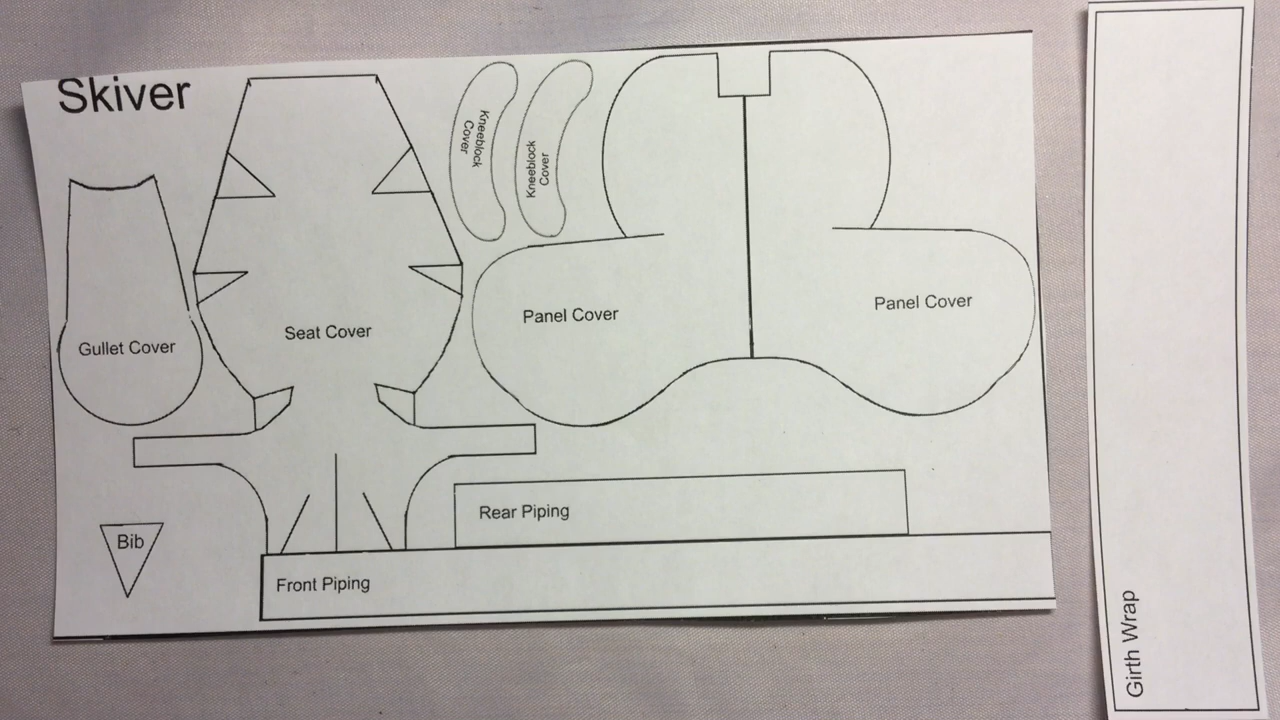 Skiver
Kneeblock
Cover
Kneeblock
Cover
Gullet Cover
Seat Cover
Panel Cover
Panel Cover
Bib
Rear Piping
Front Piping
Girth Wrap